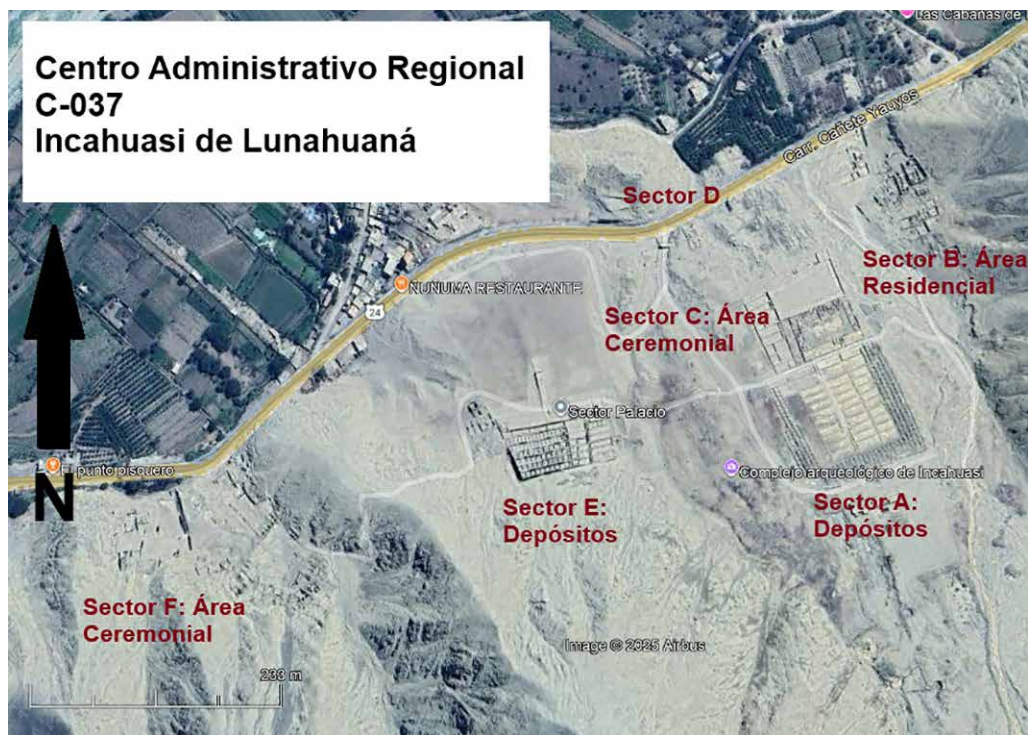 Centro Administrativo Regional
C-037
Incahuasi de Lunahuaná
Las Cabañas de
Carr. Cañete Yauyos
Sector D
Sector B: Área
Residencial
24
NUNUMA RESTAURANTE
Sector C: Área
Ceremonial
Sector Palacio
El punto pisquero
N
Complejo arqueológico de Incahuasi
Sector E:
Depósitos
Sector A:
Depósitos
Sector F: Área
Ceremonial
Image © 2025 Airbus
233 m